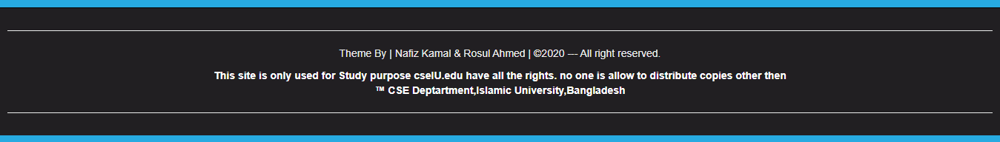 Theme By | Nafiz Kamal & Rosul Ahmed | ©2020 --- All right reserved.
This site is only used for Study purpose cseIU.edu have all the rights. no one is allow to distribute copies other then
™ CSE Deptartment,Islamic University,Bangladesh